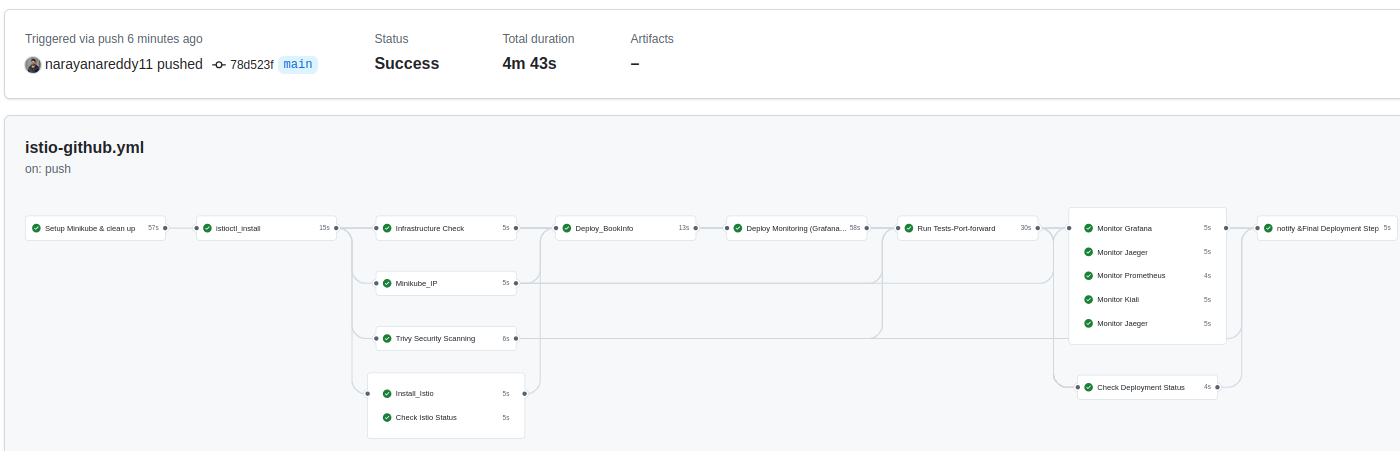 Triggered via push 6 minutes ago
narayanareddy11 pushed 78d523f main
Status
Success
Total duration
4m 43s
Artifacts
–
istio-github.yml
on: push
Setup Minikube & clean up 57s
istioctl_install 15s
Infrastructure Check 5s
Minikube_IP 5s
Trivy Security Scanning 6s
Install_Istio 5s
Check Istio Status 5s
Deploy_BookInfo 13s
Deploy Monitoring (Grafana... 58s
Run Tests-Port-forward 30s
Monitor Grafana 5s
Monitor Jaeger 5s
Monitor Prometheus 4s
Monitor Kiali 5s
Monitor Jaeger 5s
Check Deployment Status 4s
notify &Final Deployment Step 5s